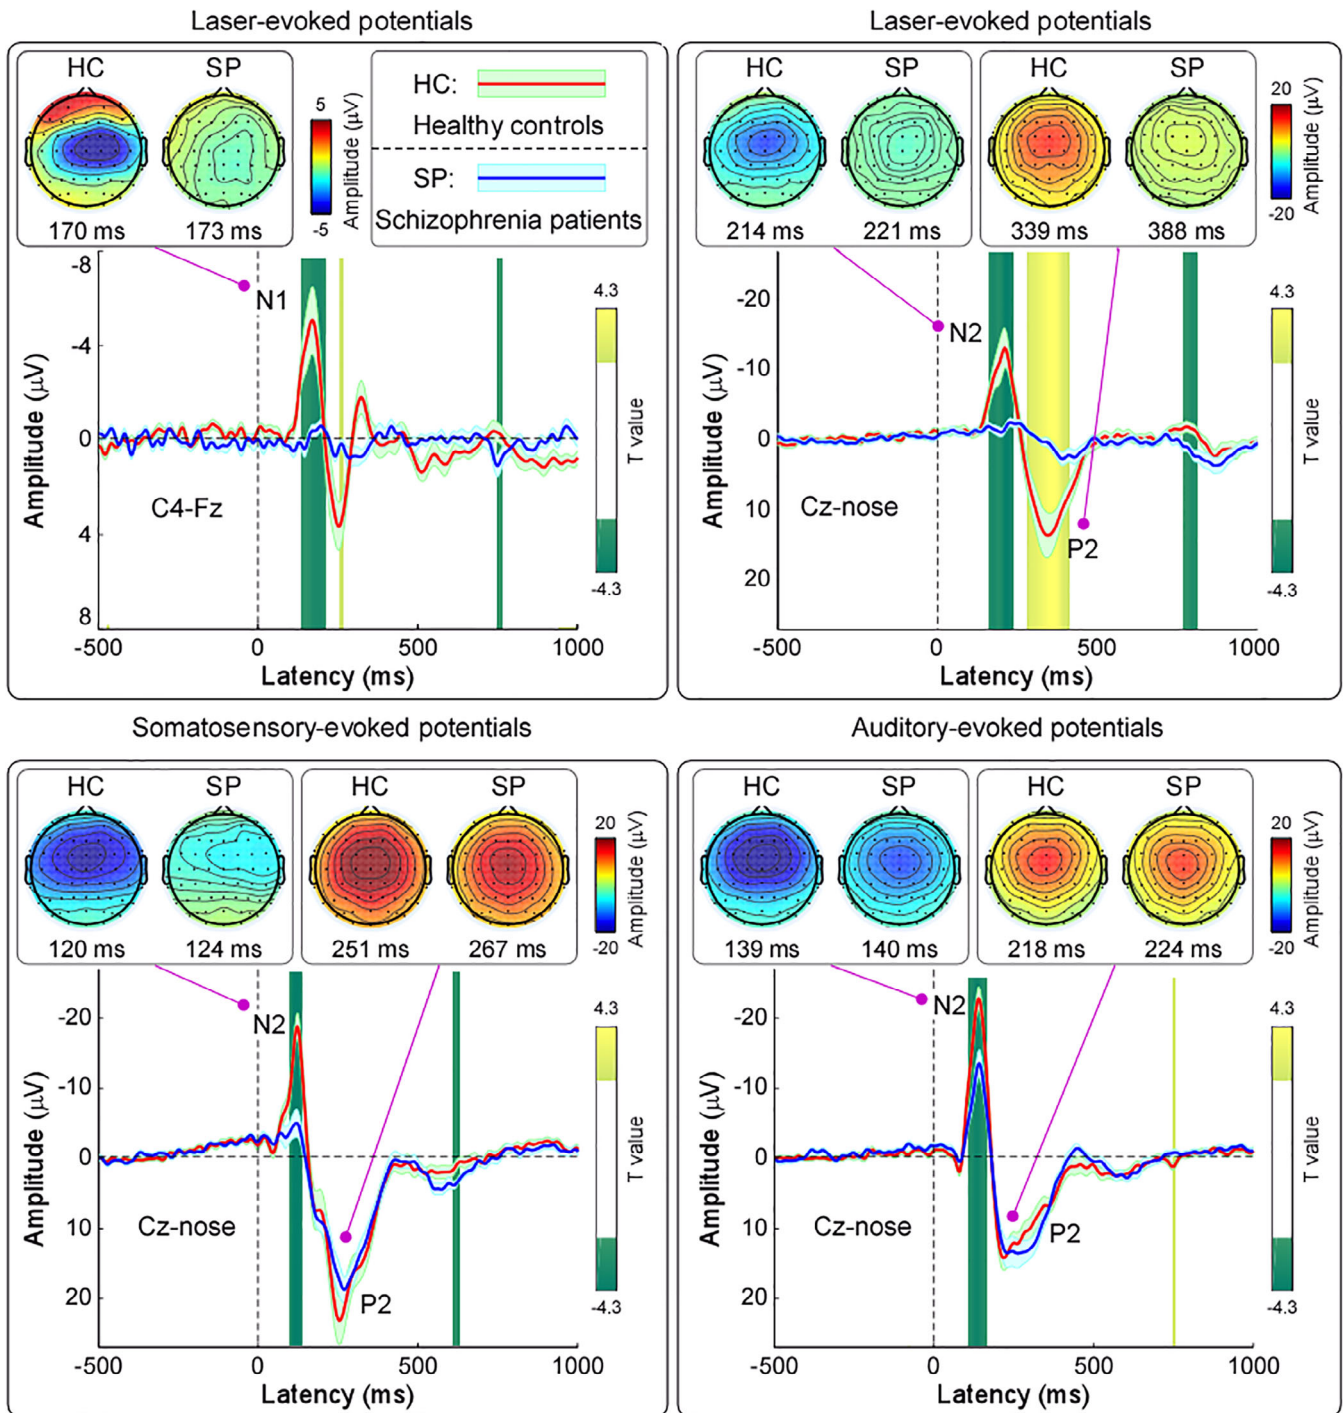 Laser-evoked potentials
Laser-evoked potentials
HC SP
5
-5
Amplitude (μV)
170 ms 173 ms
HC:
Healthy controls
SP:
Schizophrenia patients
N1
-8
-4
0
4
8
Amplitude (μV)
C4-Fz
-500 0 500 1000
Latency (ms)
4.3
T value
-4.3
HC SP HC SP
20
-20
Amplitude (μV)
214 ms 221 ms 339 ms 388 ms
N2
-20
-10
0
10
20
Amplitude (μV)
Cz-nose
P2
-500 0 500 1000
Latency (ms)
4.3
T value
-4.3
Somatosensory-evoked potentials
Auditory-evoked potentials
HC SP HC SP
20
-20
Amplitude (μV)
120 ms 124 ms 251 ms 267 ms
N2
-20
-10
0
10
20
Amplitude (μV)
Cz-nose
P2
-500 0 500 1000
Latency (ms)
4.3
T value
-4.3
HC SP HC SP
20
-20
Amplitude (μV)
139 ms 140 ms 218 ms 224 ms
N2
-20
-10
0
10
20
Amplitude (μV)
Cz-nose
P2
-500 0 500 1000
Latency (ms)
4.3
T value
-4.3